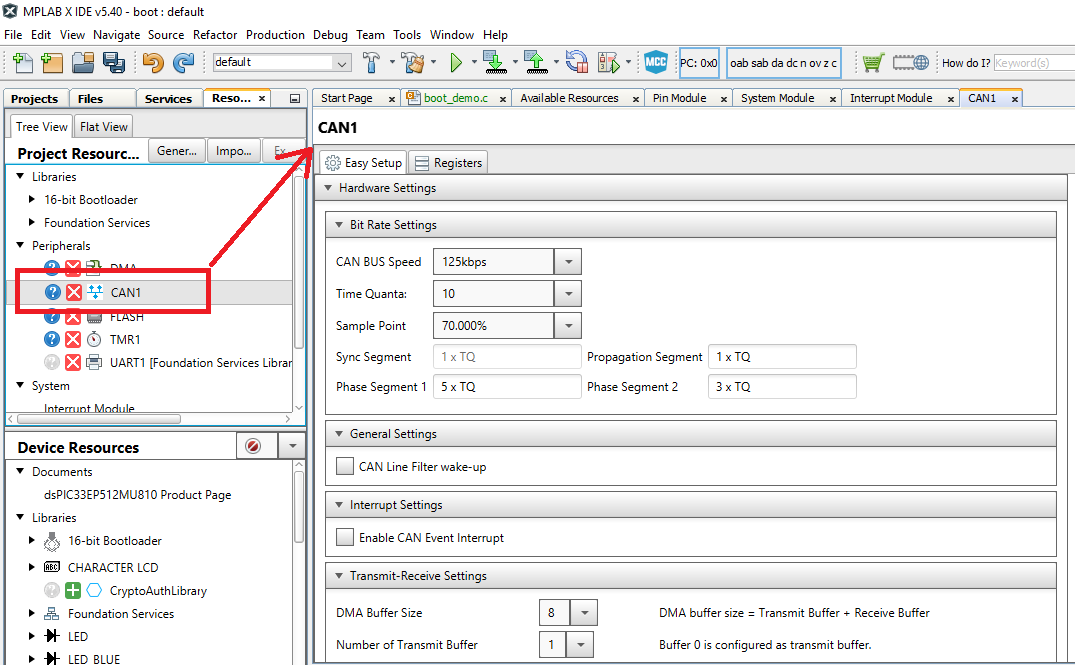 MPLAB X IDE v5.40 - boot : default
File Edit View Navigate Source Refactor Production Debug Team Tools Window Help
default
MCC
PC: 0x0
oab sab da dc n ov z c
How do I? Keyword(s)
Projects Files Services Reso... x
Start Page x boot_demo.c x Available Resources x Pin Module x System Module x Interrupt Module x CAN1 x
Tree View Flat View
CAN1
Project Resourc... Gener... Impo... Ex
Easy Setup Registers
Libraries
Hardware Settings
16-bit Bootloader
Foundation Services
Bit Rate Settings
Peripherals
DMA
CAN BUS Speed 125kbps
CAN1
Time Quanta: 10
FLASH
Sample Point 70.000%
TMR1
Sync Segment 1 x TQ Propagation Segment 1 x TQ
UART1 [Foundation Services Librar
Phase Segment 1 5 x TQ Phase Segment 2 3 x TQ
System
Interrupt Module
General Settings
Device Resources
CAN Line Filter wake-up
Documents
dsPIC33EP512MU810 Product Page
Interrupt Settings
Libraries
Enable CAN Event Interrupt
16-bit Bootloader
CHARACTER LCD
Transmit-Receive Settings
CryptoAuthLibrary
Foundation Services
DMA Buffer Size 8 DMA buffer size = Transmit Buffer + Receive Buffer
LED
Number of Transmit Buffer 1 Buffer 0 is configured as transmit buffer.
LED BLUE